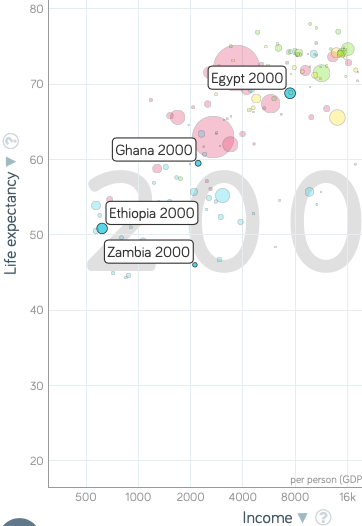 80
70
Egypt 2000
Ghana 2000
60
200
Ethiopia 2000
50
Zambia 2000
40
30
20
Life expectancy ▼ ?
per person (GDP
500 1000 2000 4000 8000 16k
Income ▼ ?